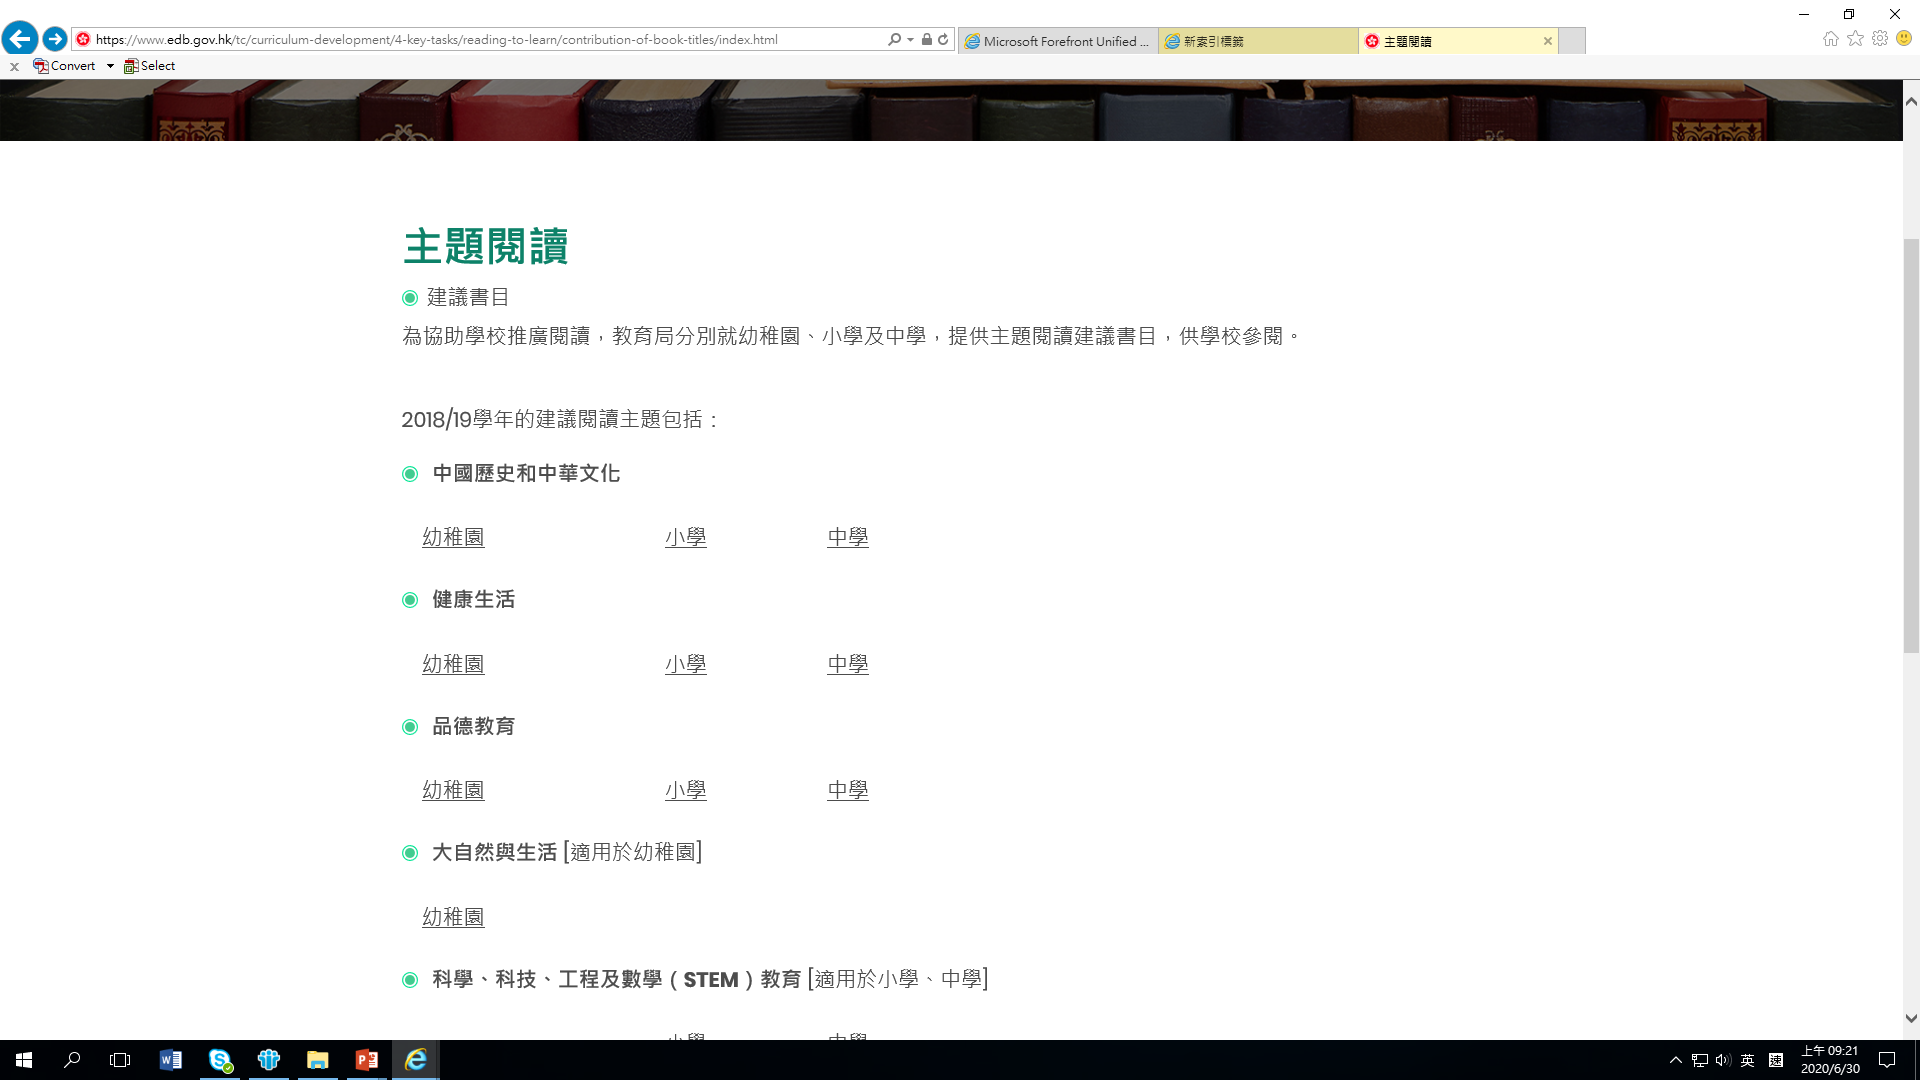 https://www.edb.gov.hk/tc/curriculum-development/4-key-tasks/reading-to-learn/contribution-of-book-titles/index.html
Microsoft Forefront Unified ...
新索引標籤
主題閱讀
x Convert Select
主題閱讀
建議書目
為協助學校推廣閱讀，教育局分別就幼稚園、小學及中學，提供主題閱讀建議書目，供學校參閱。
2018/19學年的建議閱讀主題包括：
中國歷史和中華文化
幼稚園 小學 中學
健康生活
幼稚園 小學 中學
品德教育
幼稚園 小學 中學
大自然與生活 [適用於幼稚園]
幼稚園
科學、科技、工程及數學（STEM）教育 [適用於小學、中學]
小學 中學
英 速 上午 09:21
2020/6/30